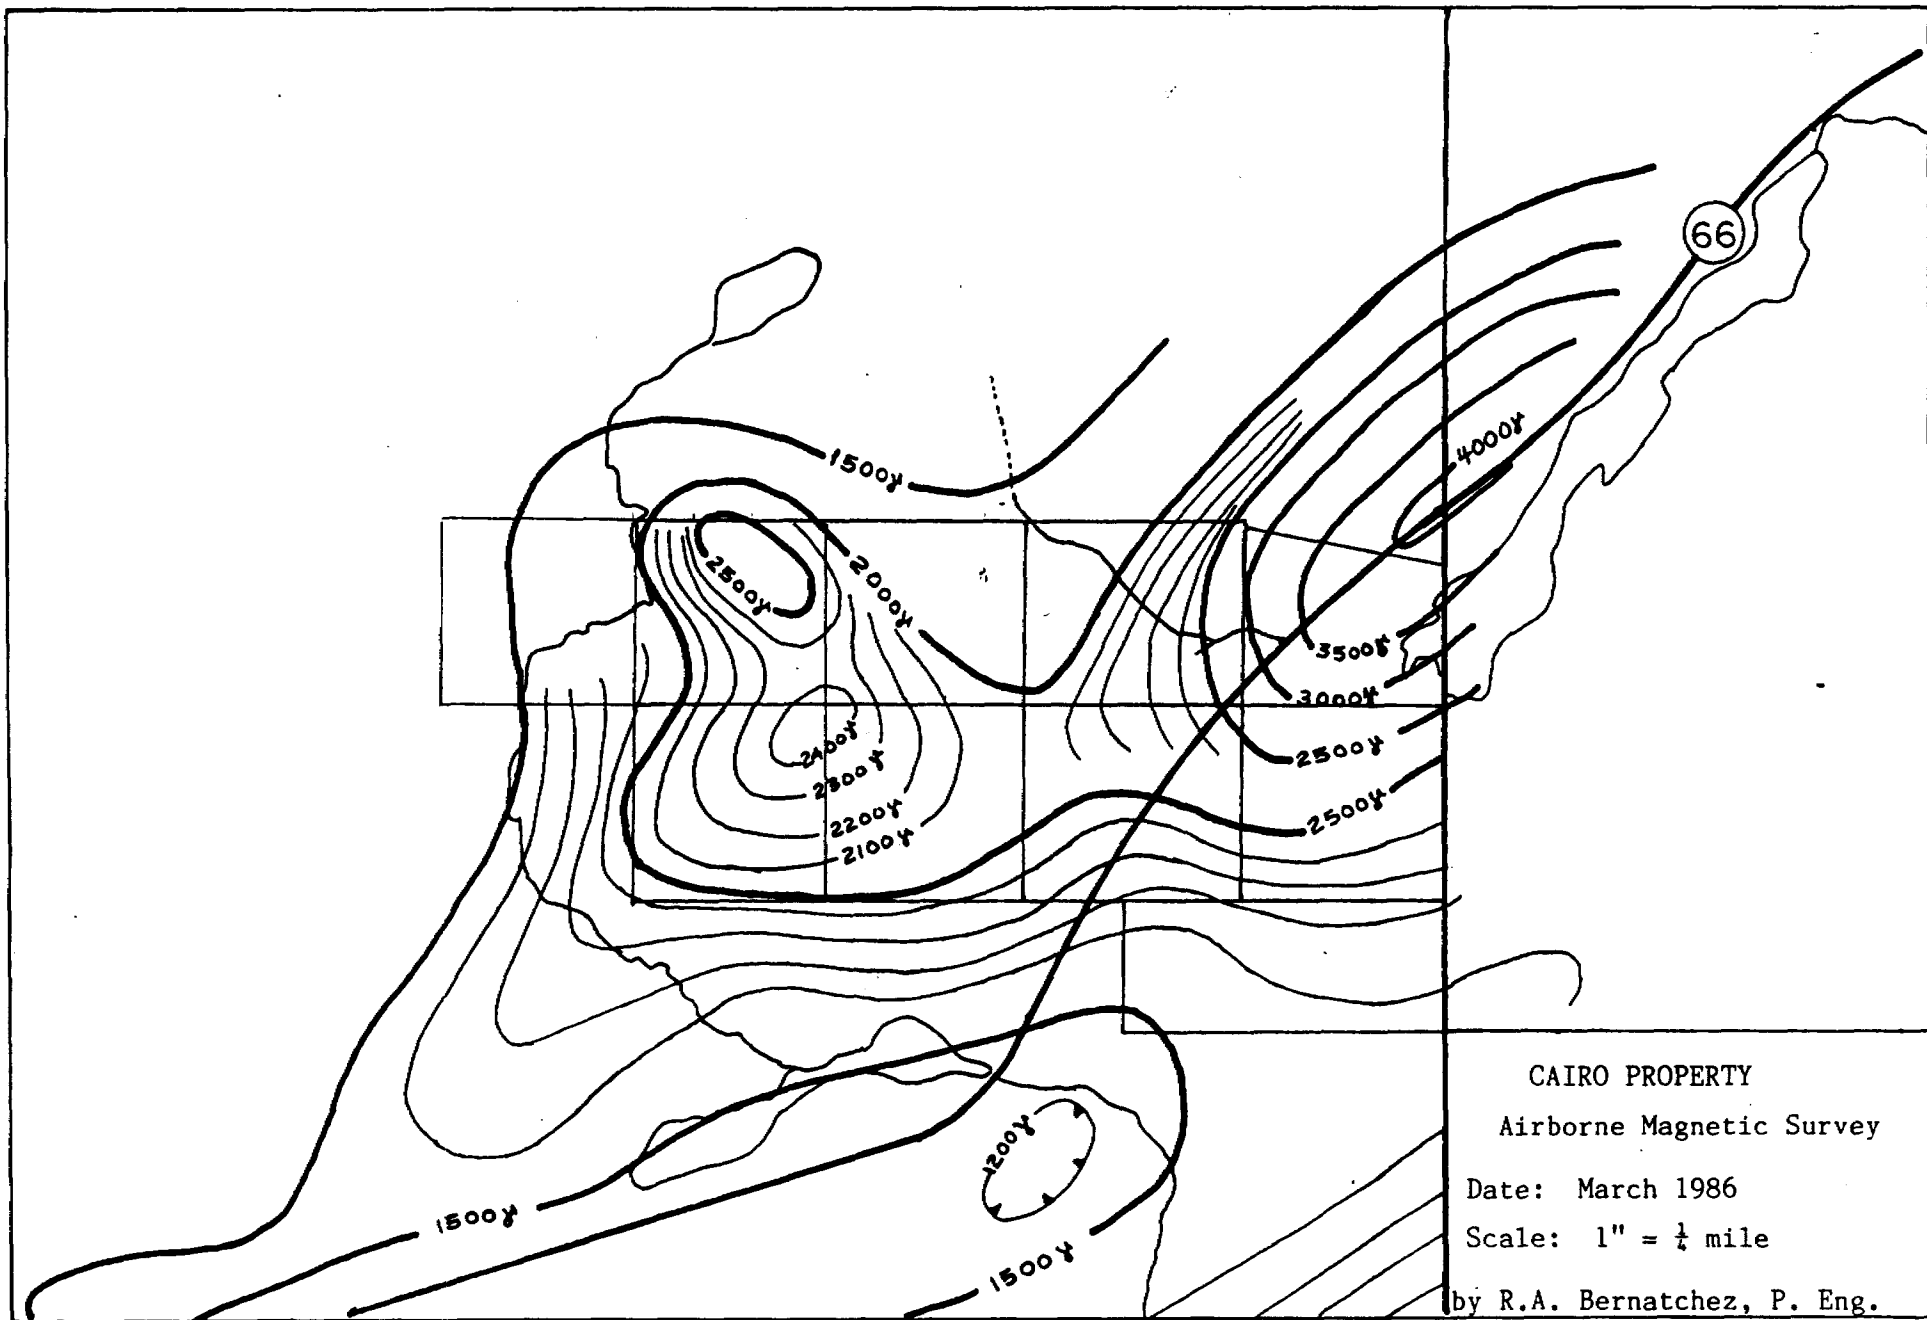 66
4000γ
1500γ
2500γ
2000γ
3500γ
3000γ
2400γ
2300γ
2500γ
2200γ
2500γ
2100γ
1200γ
1500γ
1500γ
CAIRO PROPERTY
Airborne Magnetic Survey
Date: March 1986
Scale: 1" = ¼ mile
by R.A. Bernatchez, P. Eng.